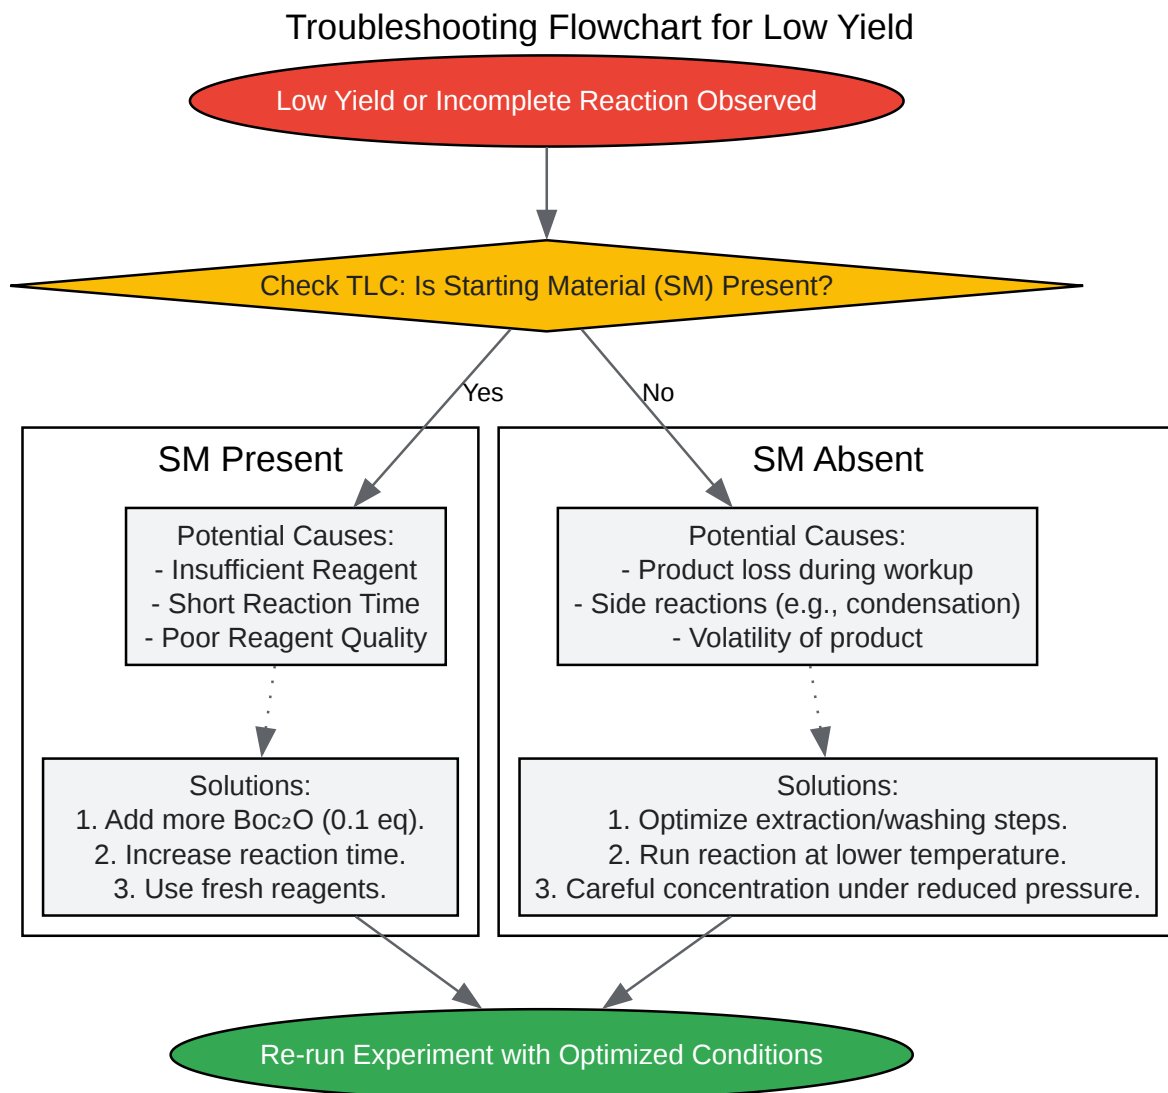 Troubleshooting Flowchart for Low Yield
Low Yield or Incomplete Reaction Observed
Check TLC: Is Starting Material (SM) Present?
Yes
No
SM Present
Potential Causes:
- Insufficient Reagent
- Short Reaction Time
- Poor Reagent Quality
Solutions:
1. Add more Boc₂O (0.1 eq).
2. Increase reaction time.
3. Use fresh reagents.
SM Absent
Potential Causes:
- Product loss during workup
- Side reactions (e.g., condensation)
- Volatility of product
Solutions:
1. Optimize extraction/washing steps.
2. Run reaction at lower temperature.
3. Careful concentration under reduced pressure.
Re-run Experiment with Optimized Conditions